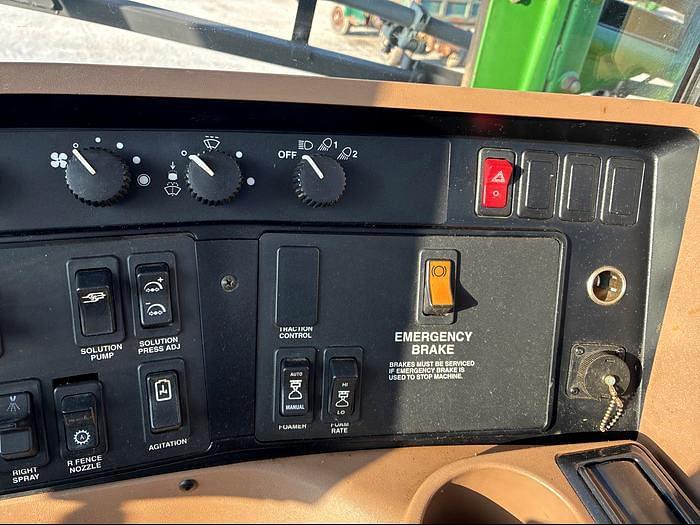 OFF
1
2
SOLUTION
PUMP
SOLUTION
PRESS ADJ
TRACTION
CONTROL
EMERGENCY
BRAKE
BRAKES MUST BE SERVICED
IF EMERGENCY BRAKE IS
USED TO STOP MACHINE.
RIGHT
SPRAY
R FENCE
NOZZLE
A
AGITATION
AUTO
MANUAL
FOAMER
HI
LO
FOAM
RATE